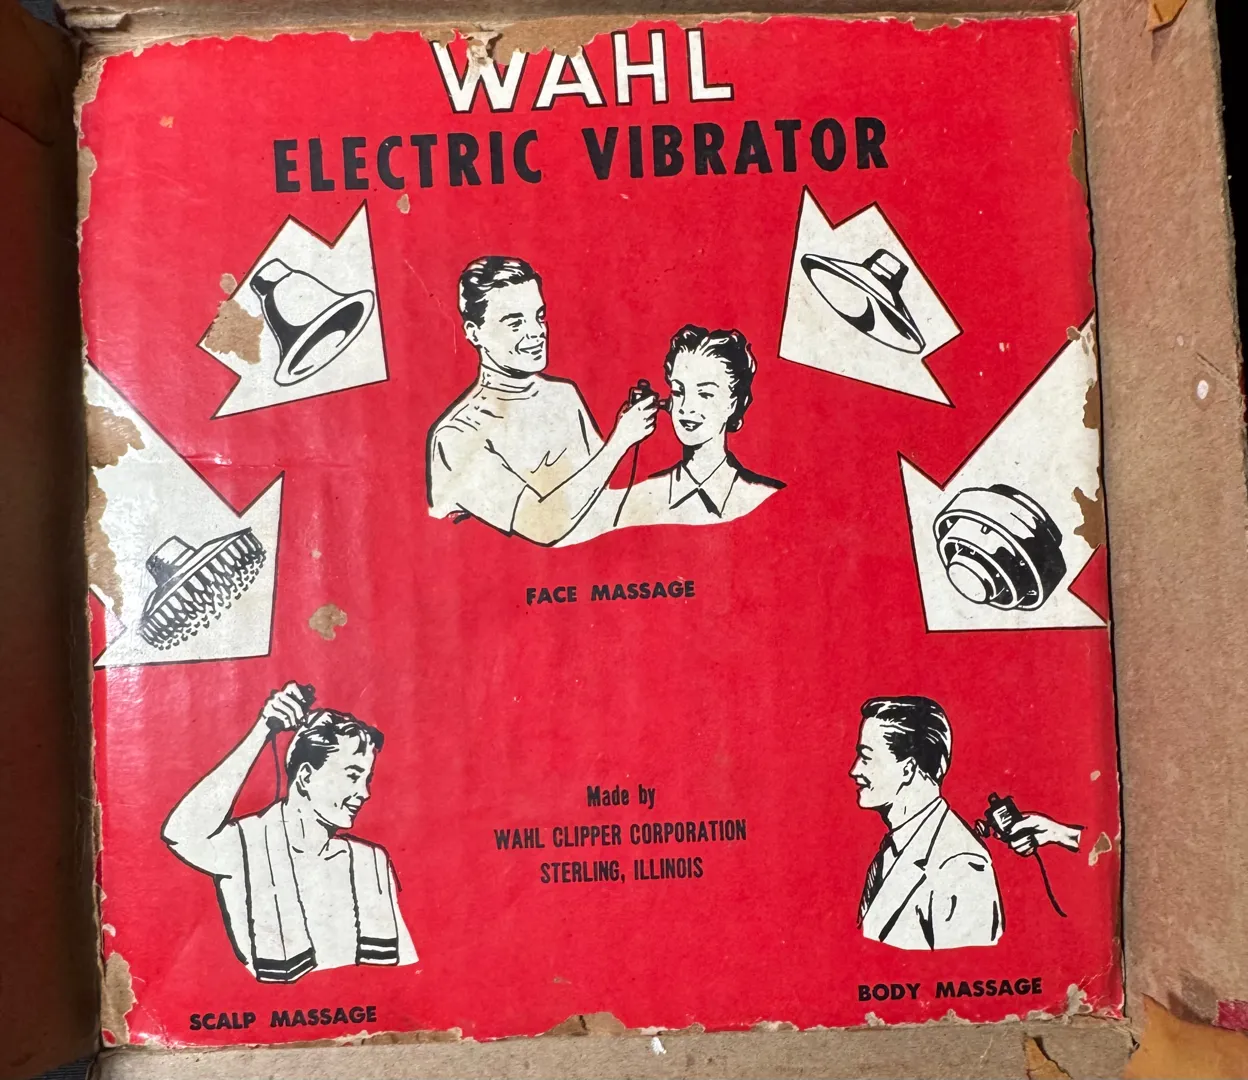 WAHL
ELECTRIC VIBRATOR
FACE MASSAGE
Made by
WAHL CLIPPER CORPORATION
STERLING, ILLINOIS
SCALP MASSAGE
BODY MASSAGE